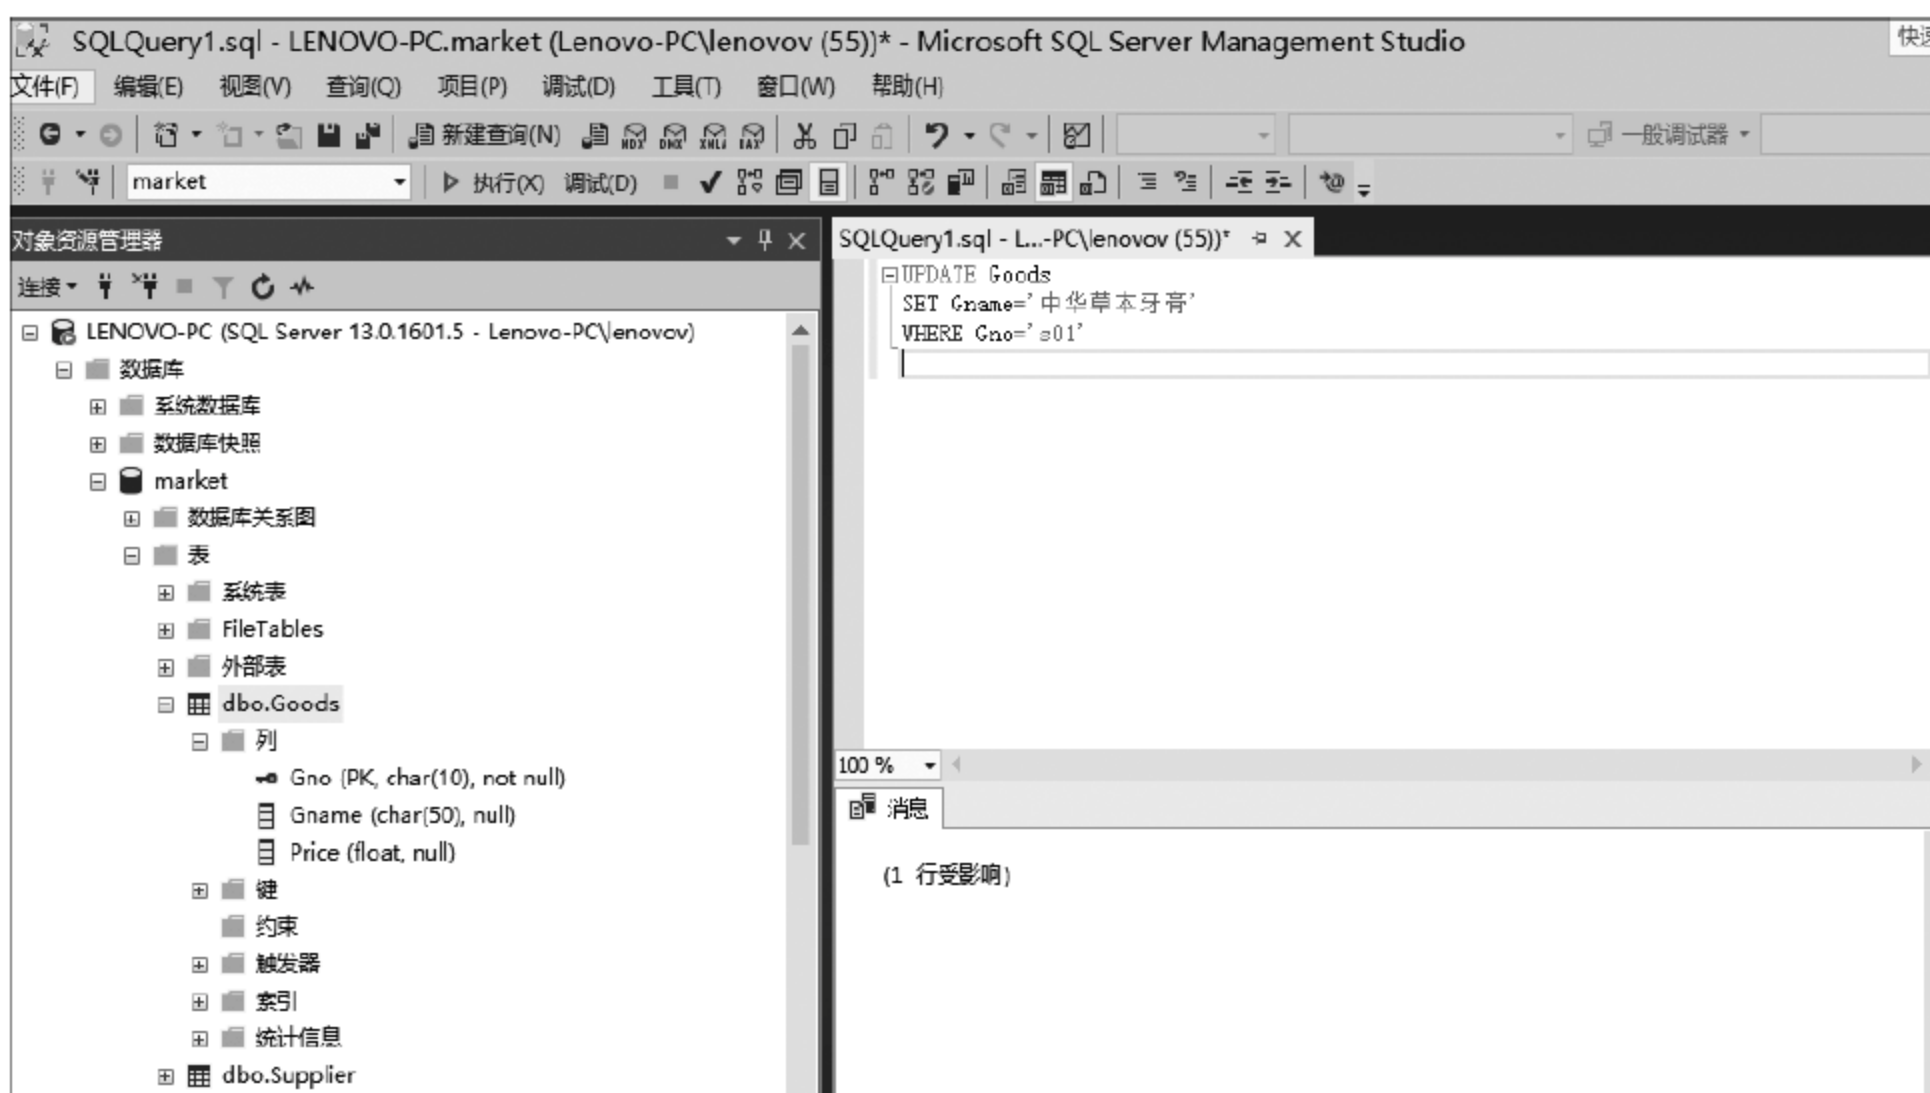 SQLQuery1.sql - LENOVO-PC.market (Lenovo-PC\lenovov (55))* - Microsoft SQL Server Management Studio
快速
文件(F) 编辑(E) 视图(V) 查询(Q) 项目(P) 调试(D) 工具(T) 窗口(W) 帮助(H)
新建查询(N) MDX DMX XMLA DAX 一般调试器
market 执行(X) 调试(D)
对象资源管理器
连接
LENOVO-PC (SQL Server 13.0.1601.5 - Lenovo-PC\lenovov)
数据库
系统数据库
数据库快照
market
数据库关系图
表
系统表
FileTables
外部表
dbo.Goods
列
Gno (PK, char(10), not null)
Gname (char(50), null)
Price (float, null)
键
约束
触发器
索引
统计信息
dbo.Supplier
SQLQuery1.sql - L...-PC\lenovov (55))*
UPDATE Goods
SET Gname='中华草本牙膏'
WHERE Gno='s01'
100 %
消息
(1 行受影响)